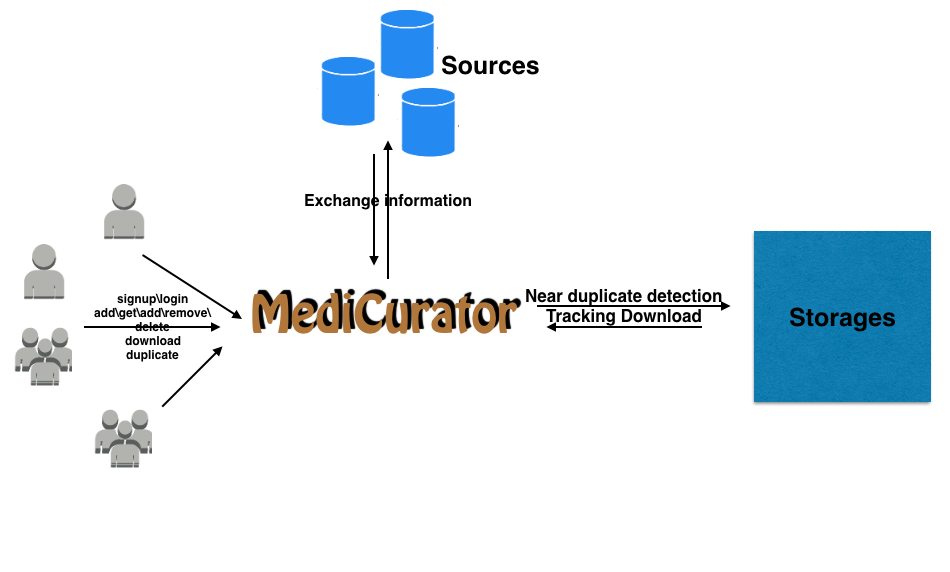 Sources
Exchange information
signup\login
add\get\add\remove\
delete
download
duplicate
MediCurator
Near duplicate detection
Tracking Download
Storages